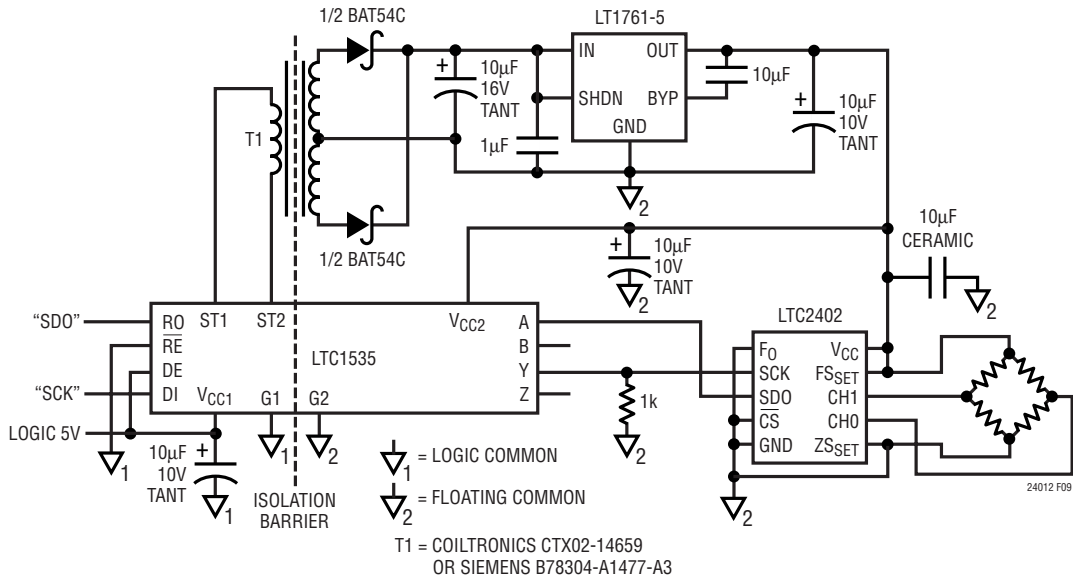 1/2 BAT54C
LT1761-5
IN
OUT
SHDN
BYP
GND
+
10µF
16V
TANT
1µF
10µF
+
10µF
10V
TANT
2
T1
1/2 BAT54C
+
10µF
10V
TANT
2
10µF
CERAMIC
2
“SDO”
RO
ST1
ST2
VCC2
A
RE
B
LTC1535
DE
Y
“SCK”
DI
VCC1
G1
G2
Z
LOGIC 5V
1
+
10µF
10V
TANT
1
1
2
ISOLATION
BARRIER
1k
2
LTC2402
FO
VCC
SCK
FSSET
SDO
CH1
CS
CH0
GND
ZSSET
2
1
= LOGIC COMMON
2
= FLOATING COMMON
T1 = COILTRONICS CTX02-14659
OR SIEMENS B78304-A1477-A3
24012 F09